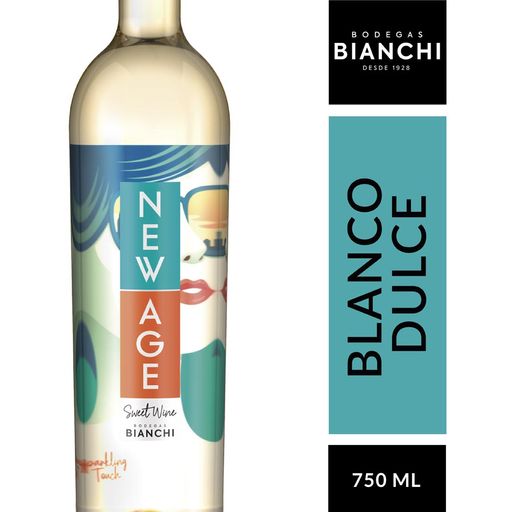 NEW
AGE
Sweet Wine
BODEGAS
BIANCHI
Sparkling
Touch
BODEGAS
BIANCHI
DESDE 1928
BLANCO
DULCE
750 ML